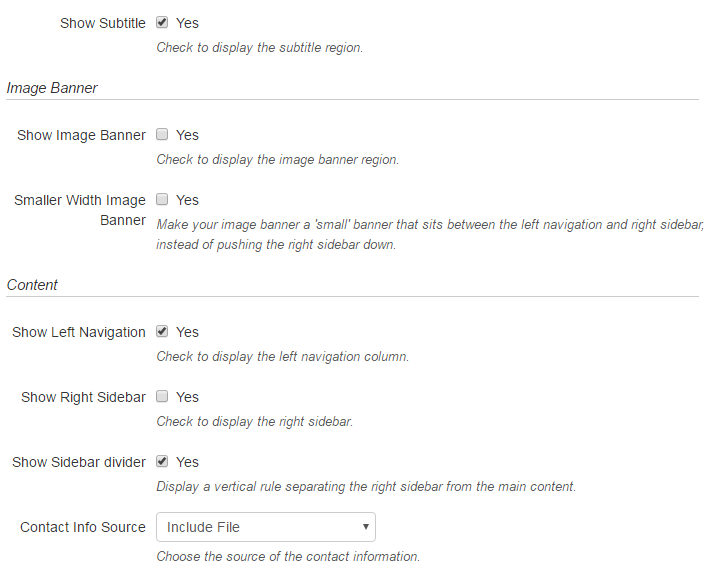 Show Subtitle Yes
Check to display the subtitle region.
Image Banner
Show Image Banner Yes
Check to display the image banner region.
Smaller Width Image Yes
Banner
Make your image banner a 'small' banner that sits between the left navigation and right sidebar,
instead of pushing the right sidebar down.
Content
Show Left Navigation Yes
Check to display the left navigation column.
Show Right Sidebar Yes
Check to display the right sidebar.
Show Sidebar divider Yes
Display a vertical rule separating the right sidebar from the main content.
Contact Info Source Include File
Choose the source of the contact information.